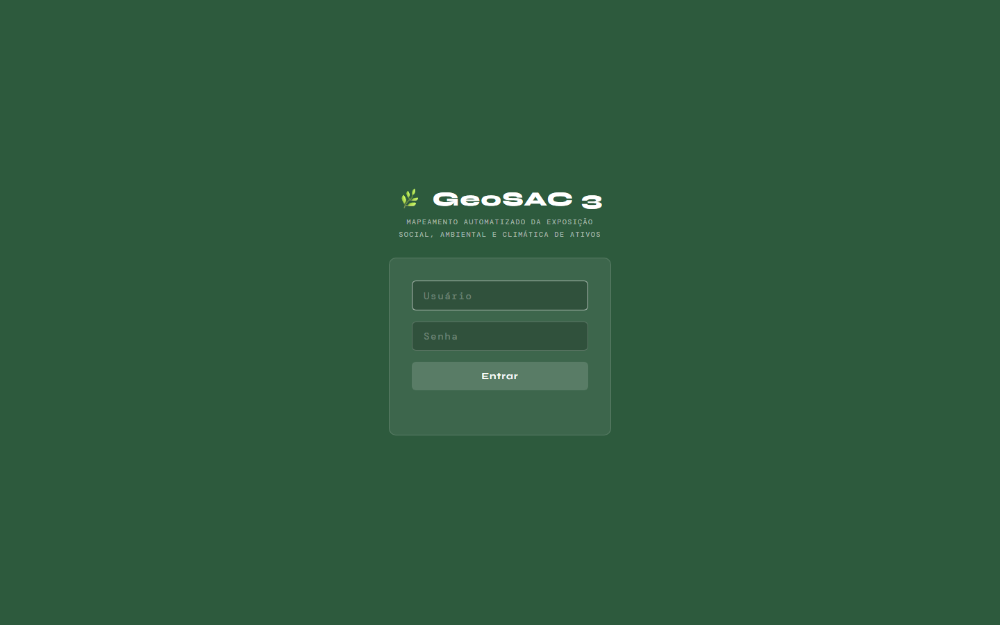 GeoSAC 3
MAPEAMENTO AUTOMATIZADO DA EXPOSIÇÃO
SOCIAL, AMBIENTAL E CLIMÁTICA DE ATIVOS
Usuário
Senha
Entrar